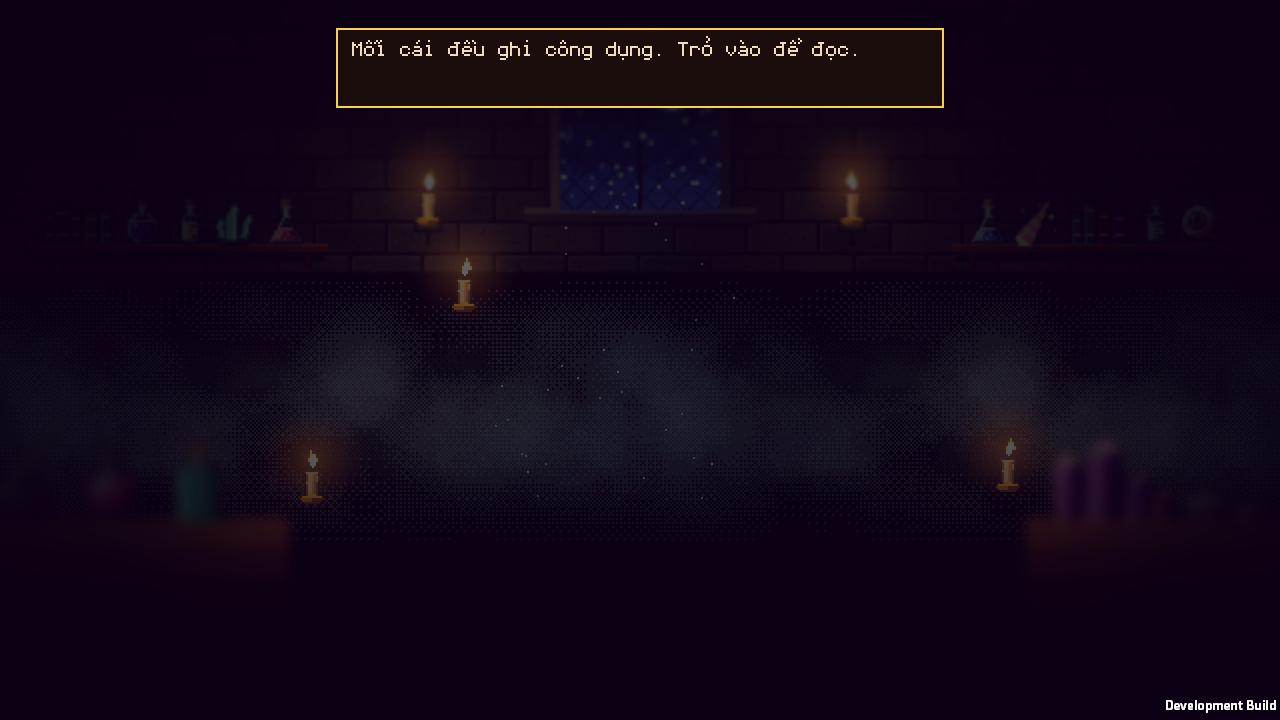 Mỗi cái đều ghi công dụng. Trỏ vào để đọc.
Development Build